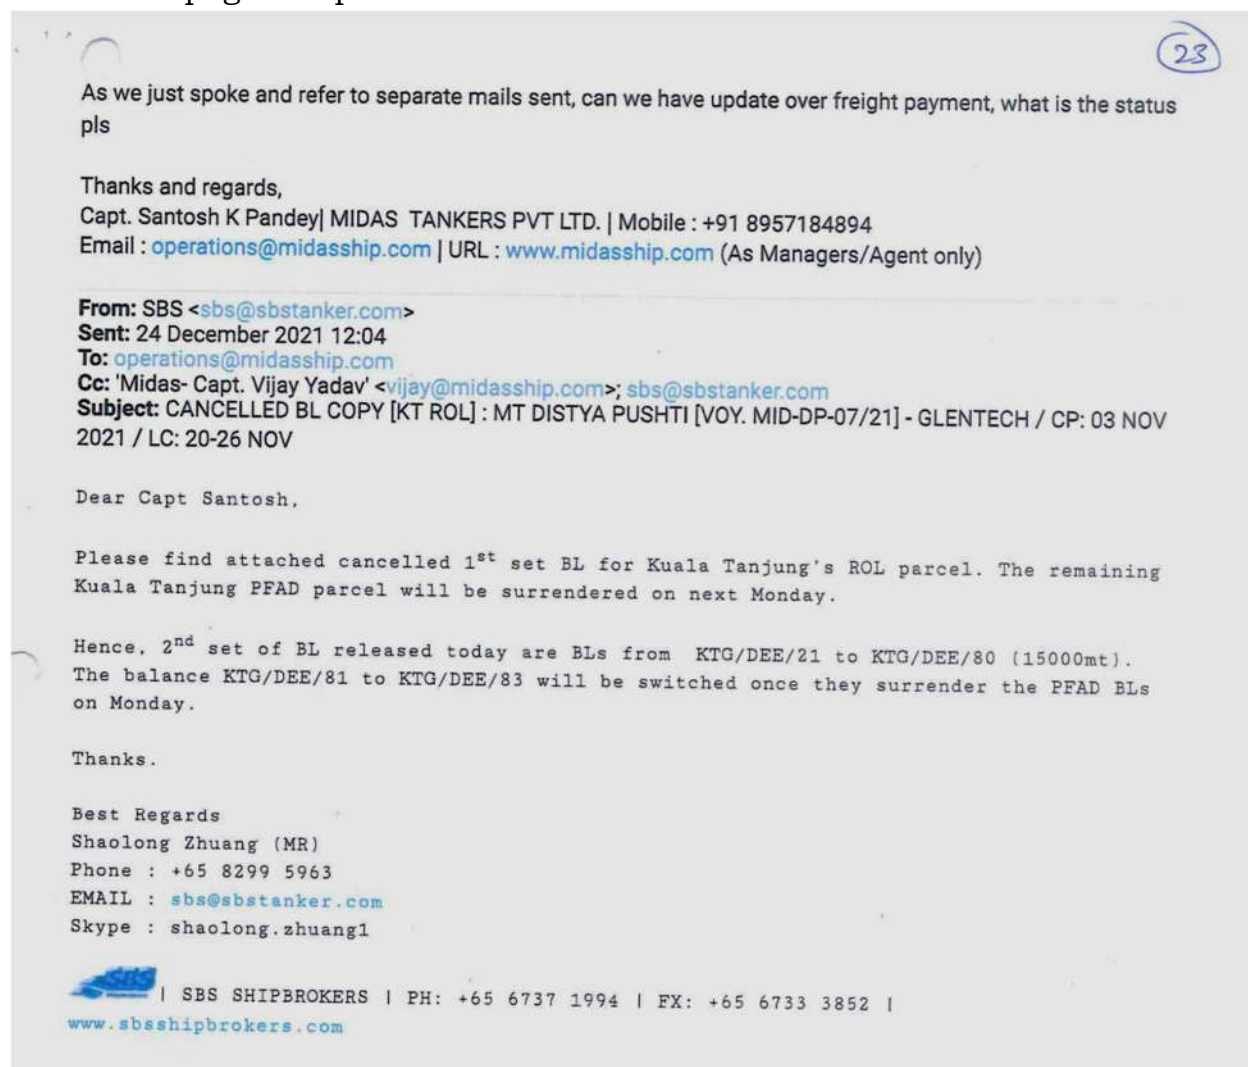 23
As we just spoke and refer to separate mails sent, can we have update over freight payment, what is the status
pls
Thanks and regards,
Capt. Santosh K Pandey| MIDAS TANKERS PVT LTD. | Mobile : +91 8957184894
Email : operations@midasship.com | URL : www.midasship.com (As Managers/Agent only)
From: SBS <sbs@sbstanker.com>
Sent: 24 December 2021 12:04
To: operations@midasship.com
Cc: 'Midas- Capt. Vijay Yadav' <vijay@midasship.com>; sbs@sbstanker.com
Subject: CANCELLED BL COPY [KT ROL] : MT DISTYA PUSHTI [VOY. MID-DP-07/21] - GLENTECH / CP: 03 NOV
2021 / LC: 20-26 NOV
Dear Capt Santosh,
Please find attached cancelled 1st set BL for Kuala Tanjung's ROL parcel. The remaining
Kuala Tanjung PFAD parcel will be surrendered on next Monday.
Hence, 2nd set of BL released today are BLs from KTG/DEE/21 to KTG/DEE/80 (15000mt).
The balance KTG/DEE/81 to KTG/DEE/83 will be switched once they surrender the PFAD BLs
on Monday.
Thanks.
Best Regards
Shaolong Zhuang (MR)
Phone : +65 8299 5963
EMAIL : sbs@sbstanker.com
Skype : shaolong.zhuang1
SBS | SBS SHIPBROKERS | PH: +65 6737 1994 | FX: +65 6733 3852 |
www.sbsshipbrokers.com